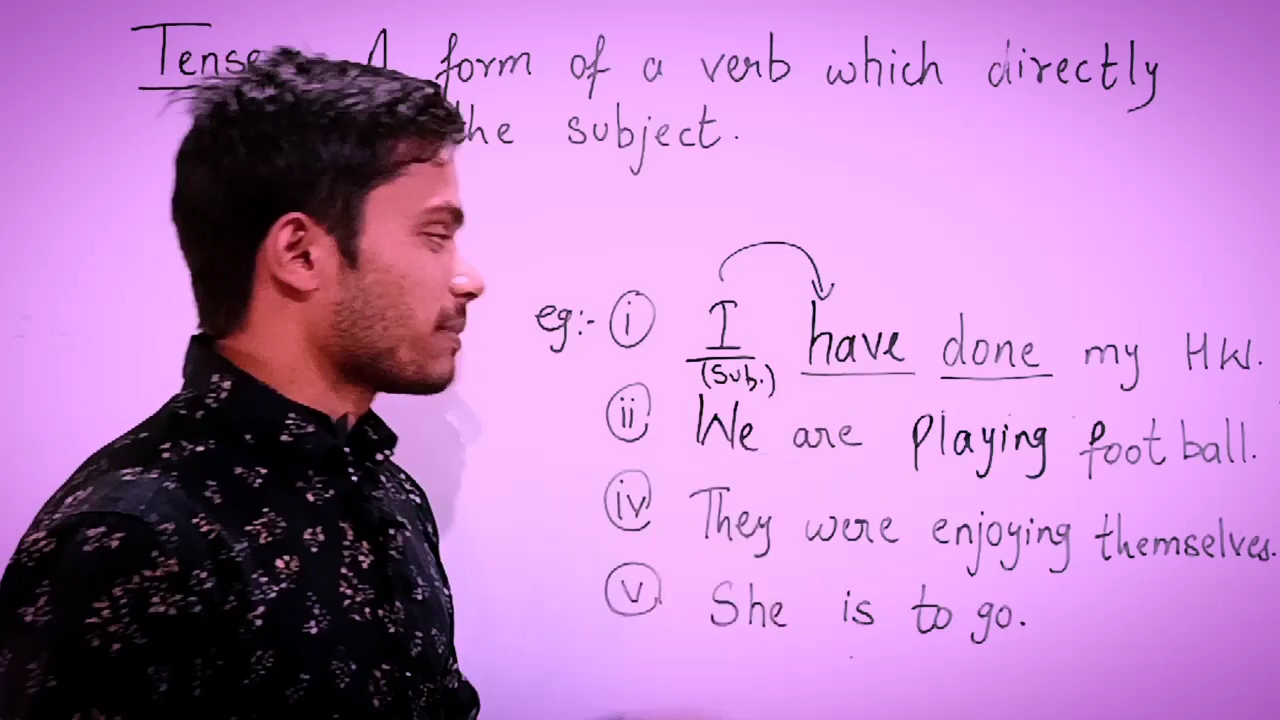 Tense A form of a verb which directly
the subject.
eg:- (i) I have done my HW.
(Sub.)
(ii) We are Playing football.
(iv) They were enjoying themselves.
(v) She is to go.